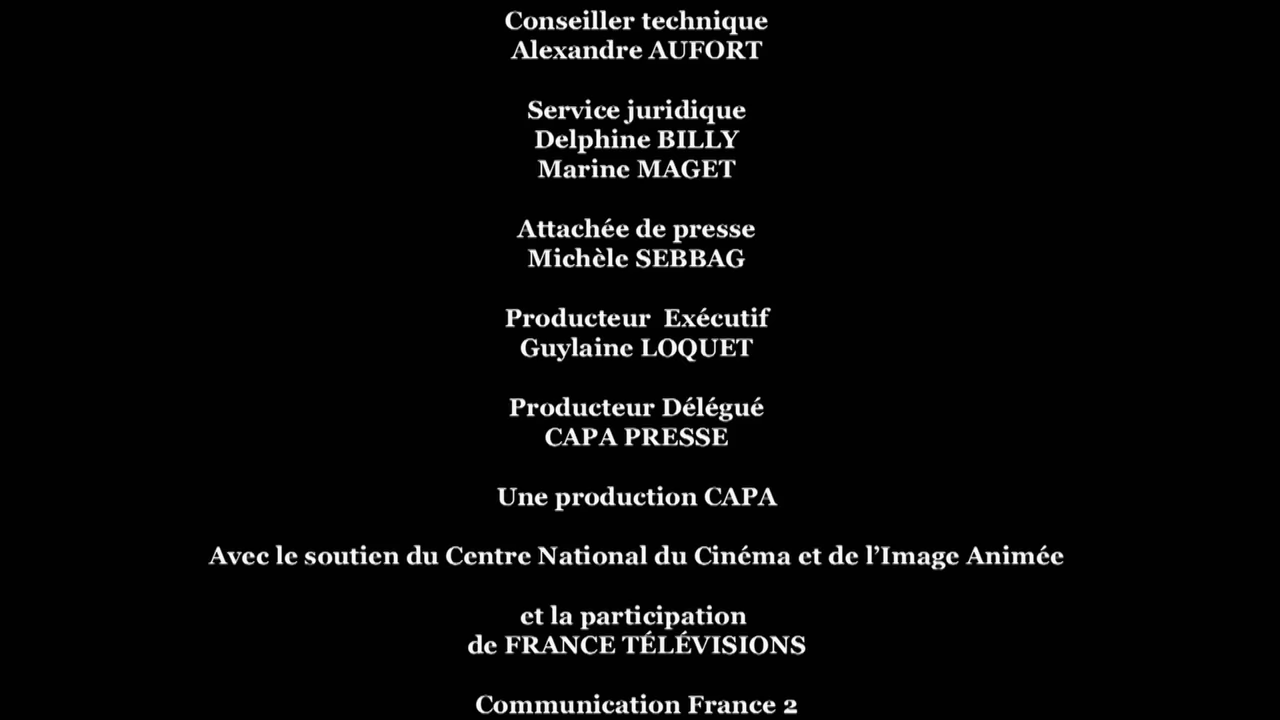 Conseiller technique
Alexandre AUFORT
Service juridique
Delphine BILLY
Marine MAGET
Attachée de presse
Michèle SEBBAG
Producteur  Exécutif
Guylaine LOQUET
Producteur Délégué
CAPA PRESSE
Une production CAPA
Avec le soutien du Centre National du Cinéma et de l’Image Animée
et la participation
de FRANCE TÉLÉVISIONS
Communication France 2